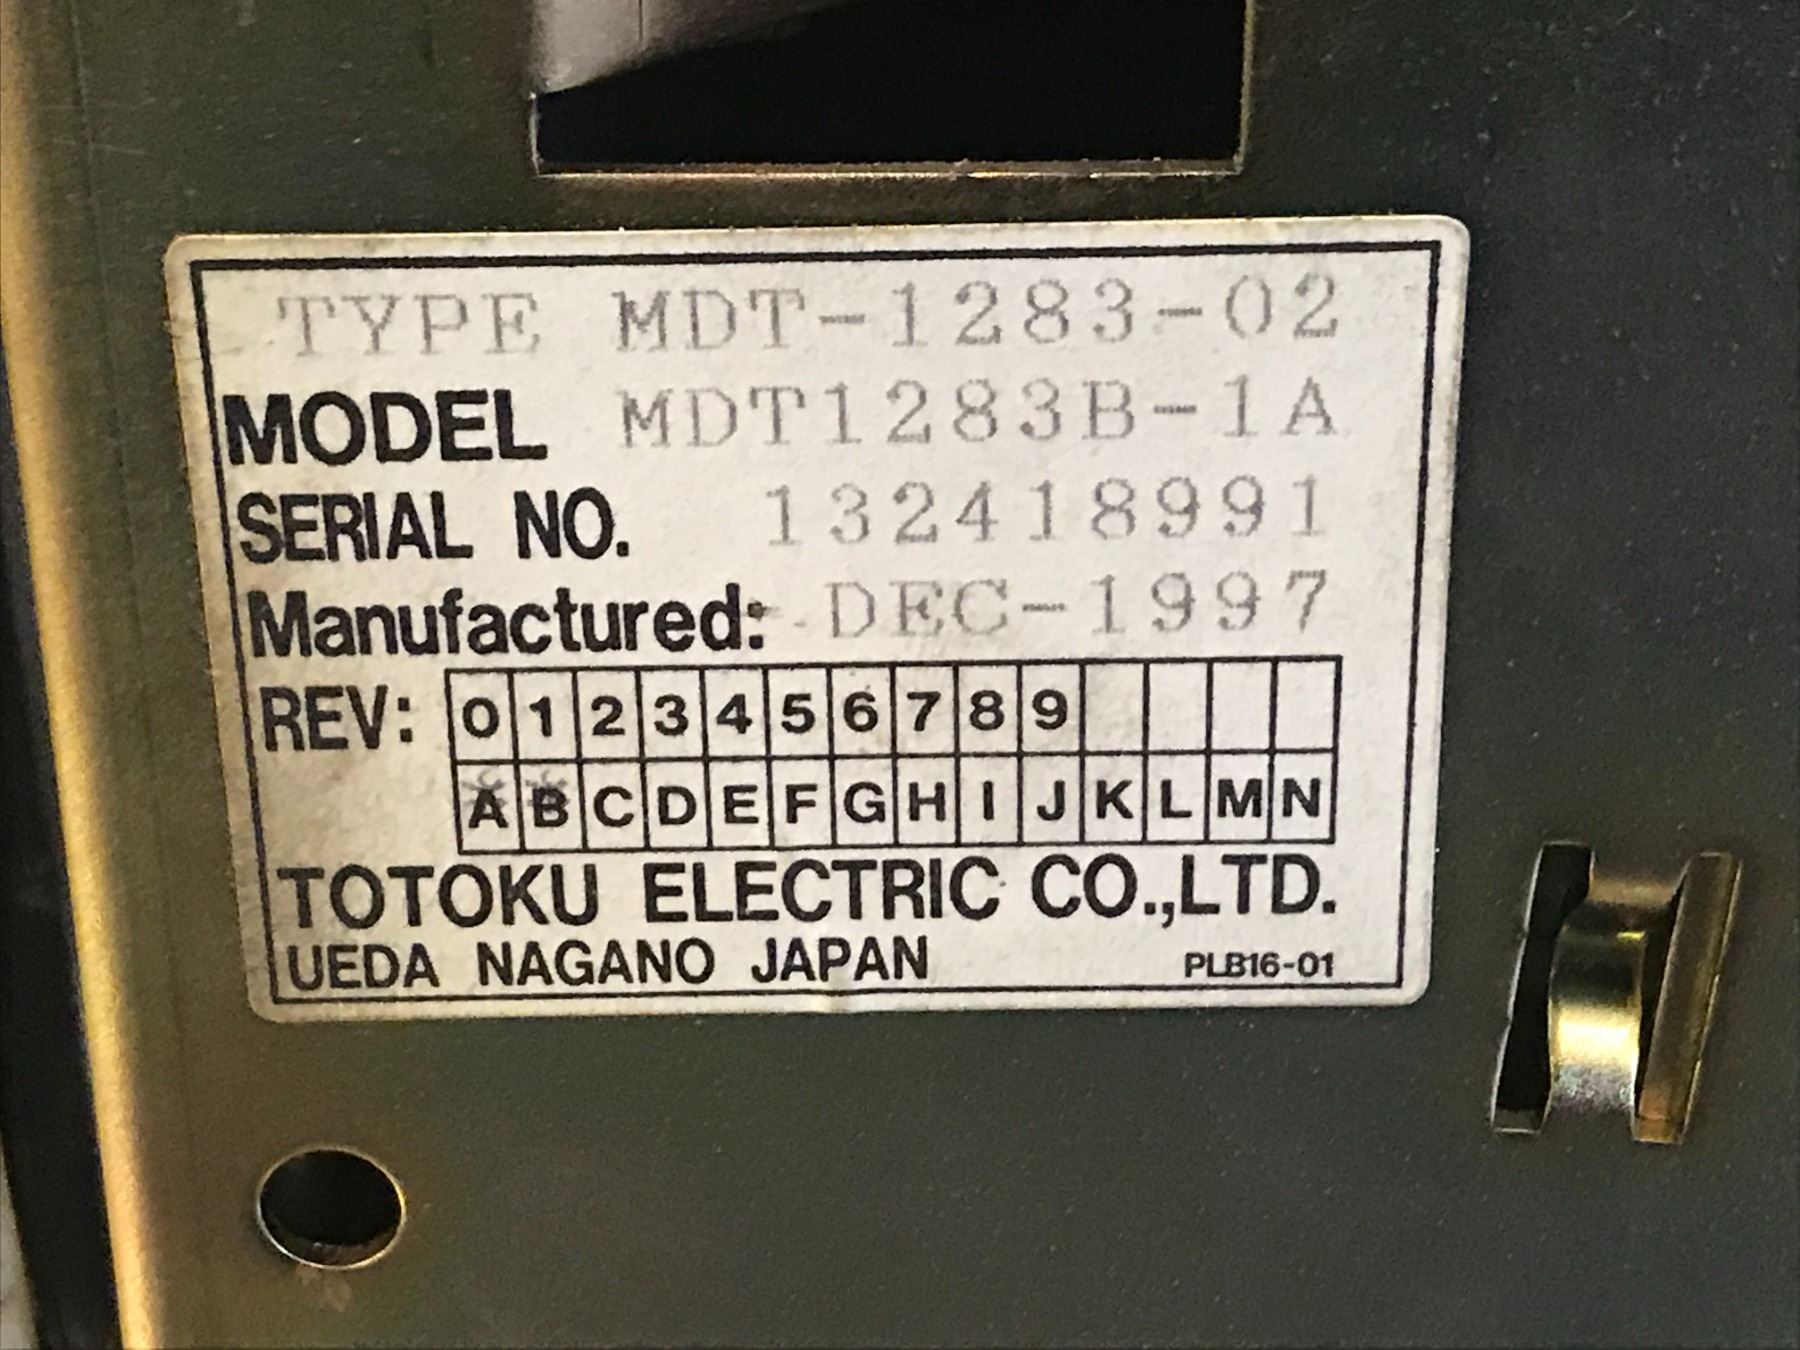 TYPE MDT-1283-02
MODEL MDT1283B-1A
SERIAL NO. 132418991
Manufactured: DEC-1997
REV: 0 1 2 3 4 5 6 7 8 9
A B C D E F G H I J K L M N
TOTOKU ELECTRIC CO.,LTD.
UEDA NAGANO JAPAN PLB16-01